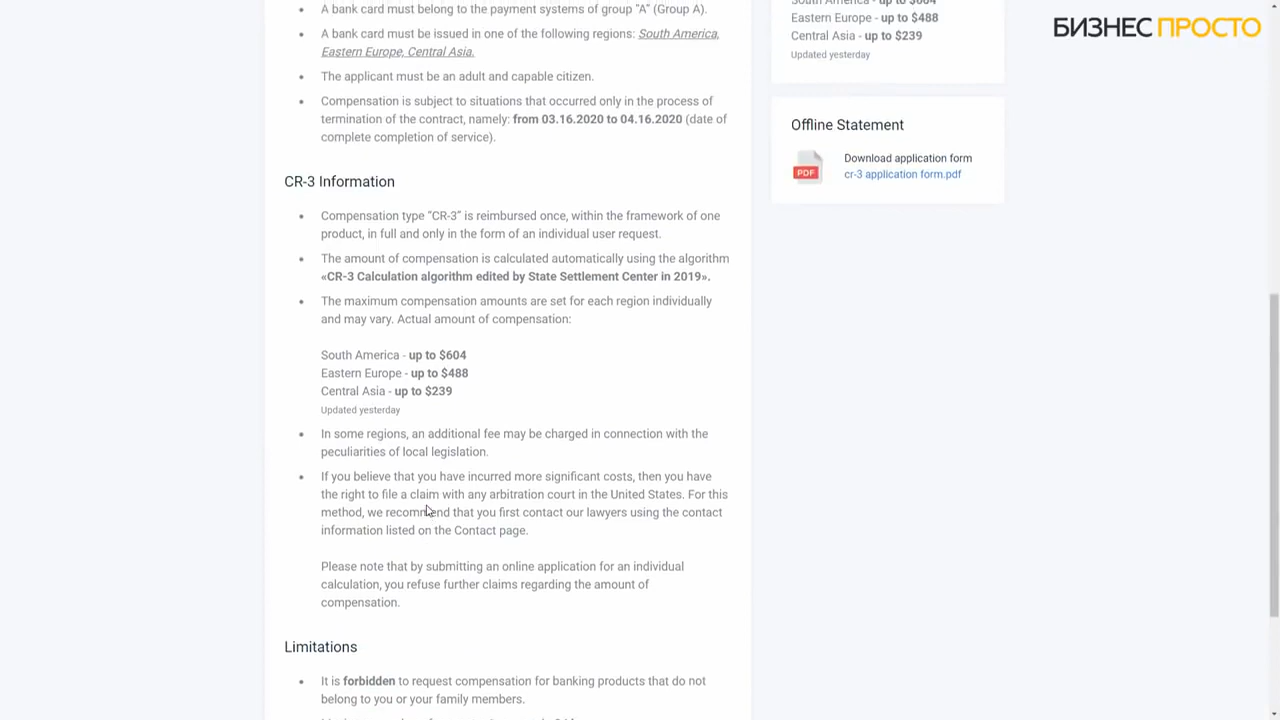 A bank card must belong to the payment systems of group "A" (Group A).
A bank card must be issued in one of the following regions: South America,
Eastern Europe, Central Asia.
The applicant must be an adult and capable citizen.
Compensation is subject to situations that occurred only in the process of
termination of the contract, namely: from 03.16.2020 to 04.16.2020 (date of
complete completion of service).
CR-3 Information
Compensation type “CR-3” is reimbursed once, within the framework of one
product, in full and only in the form of an individual user request.
The amount of compensation is calculated automatically using the algorithm
«CR-3 Calculation algorithm edited by State Settlement Center in 2019».
The maximum compensation amounts are set for each region individually
and may vary. Actual amount of compensation:
South America - up to $604
Eastern Europe - up to $488
Central Asia - up to $239
Updated yesterday
In some regions, an additional fee may be charged in connection with the
peculiarities of local legislation.
If you believe that you have incurred more significant costs, then you have
the right to file a claim with any arbitration court in the United States. For this
method, we recommend that you first contact our lawyers using the contact
information listed on the Contact page.
Please note that by submitting an online application for an individual
calculation, you refuse further claims regarding the amount of
compensation.
Limitations
It is forbidden to request compensation for banking products that do not
belong to you or your family members.
South America - up to $604
Eastern Europe - up to $488
Central Asia - up to $239
Updated yesterday
Offline Statement
PDF
Download application form
cr-3 application form.pdf
БИЗНЕС ПРОСТО